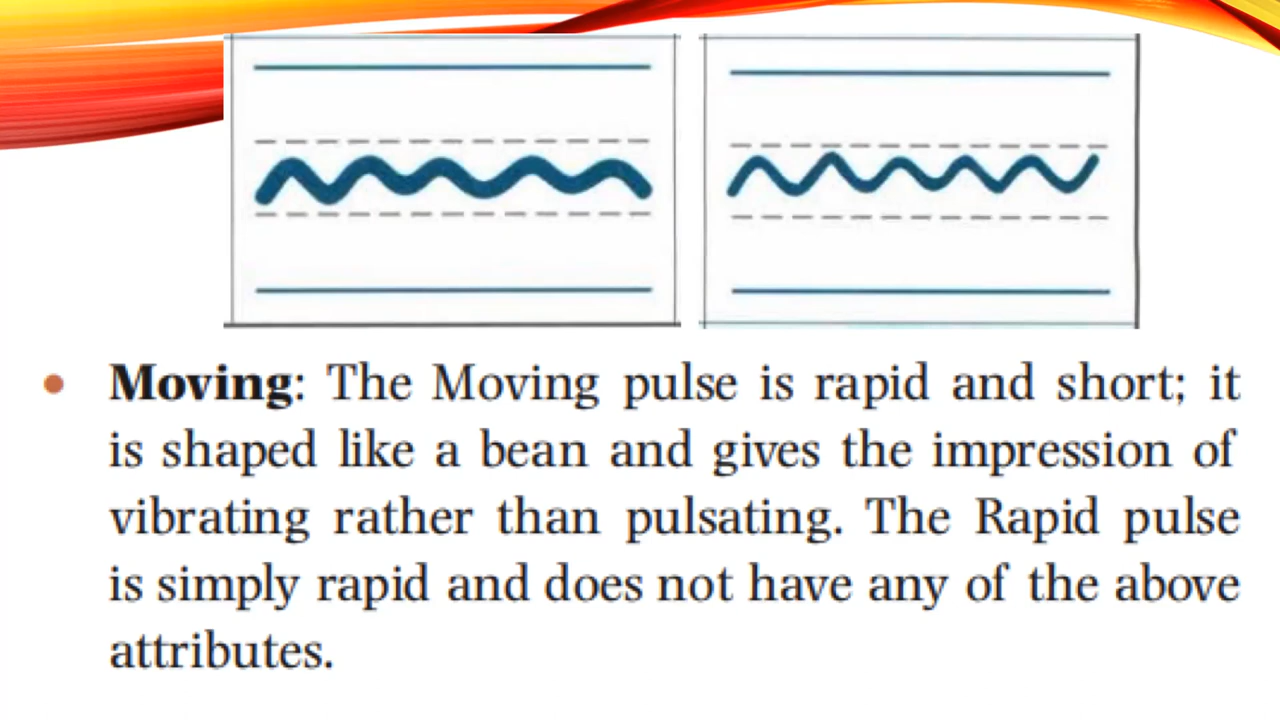 Moving: The Moving pulse is rapid and short; it
is shaped like a bean and gives the impression of
vibrating rather than pulsating. The Rapid pulse
is simply rapid and does not have any of the above
attributes.